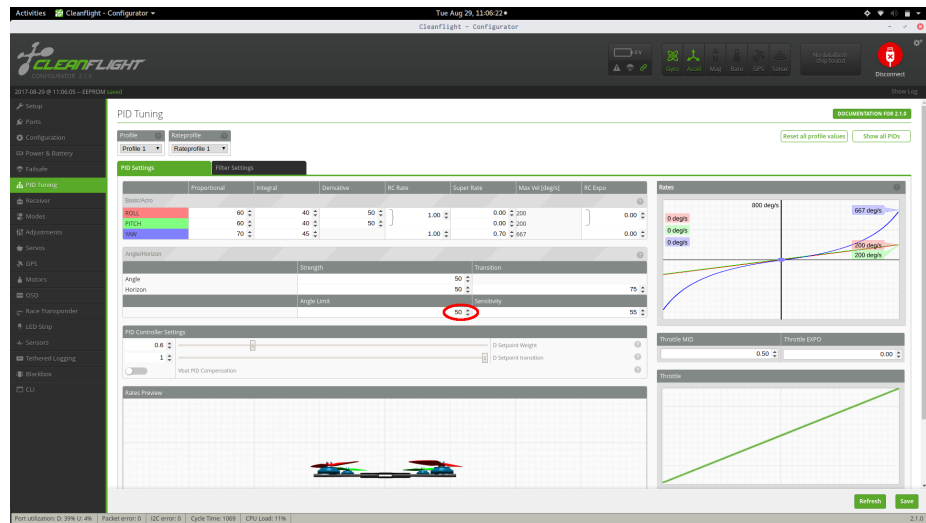 Activities Cleanflight - Configurator ▾ Tue Aug 29, 11:06:22
Cleanflight - Configurator
CLEANFLIGHT
CONFIGURATOR 2.1.0
0 V
Gyro Accel Mag Baro GPS Sonar
No dataflash
chip found
Disconnect
2017-08-29 @ 11:06:05 -- EEPROM saved Show Log
Setup
Ports
Configuration
Power & Battery
Failsafe
PID Tuning
Receiver
Modes
Adjustments
Servos
GPS
Motors
OSD
Race Transponder
LED Strip
Sensors
Tethered Logging
Blackbox
CLI
PID Tuning DOCUMENTATION FOR 2.1.0
Profile Rateprofile
Profile 1 Rateprofile 1
Reset all profile values Show all PIDs
PID Settings Filter Settings
Proportional Integral Derivative RC Rate Super Rate Max Vel [deg/s] RC Expo
Basic/Acro
ROLL 60 40 50 1.00 0.00 200 0.00
PITCH 60 40 50 0.00 200
YAW 70 45 1.00 0.70 667 0.00
Angle/Horizon
Strength Transition
Angle 50
Horizon 50 75
Angle Limit Sensitivity
50 55
PID Controller Settings
0.6 D Setpoint Weight
1 D Setpoint transition
Vbat PID Compensation
Rates Preview
Rates
800 deg/s
667 deg/s
0 deg/s
0 deg/s
0 deg/s
200 deg/s
200 deg/s
Throttle MID Throttle EXPO
0.50 0.00
Throttle
Refresh Save
Port utilization: D: 39% U: 4% Packet error: 0 I2C error: 0 Cycle Time: 1069 CPU Load: 11% 2.1.0